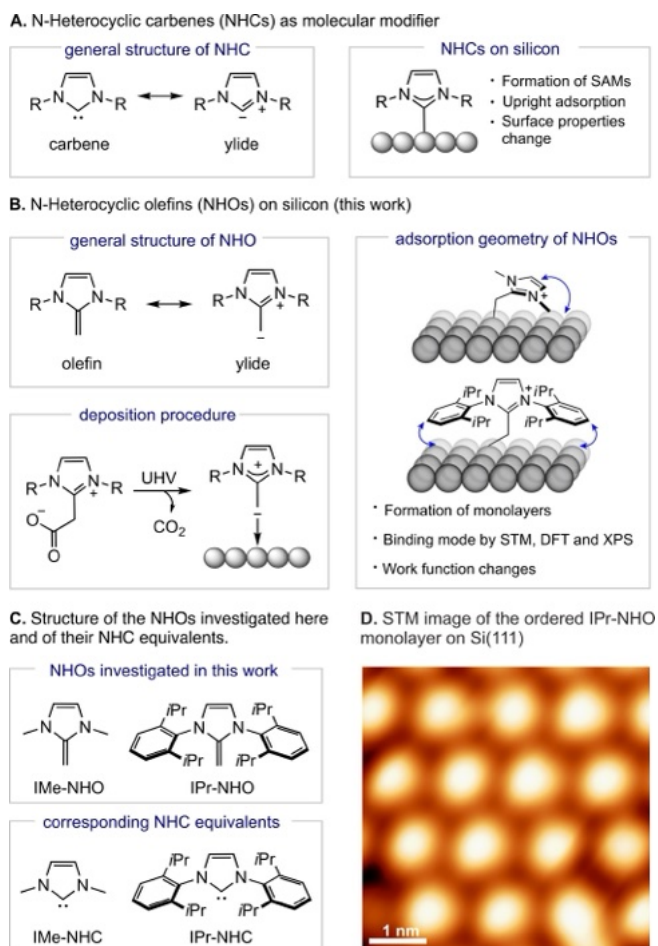 A. N-Heterocyclic carbenes (NHCs) as molecular modifier
general structure of NHC
R N N R
carbene
R N N + R
−
ylide
NHCs on silicon
R N N R
• Formation of SAMs
• Upright adsorption
• Surface properties
change
B. N-Heterocyclic olefins (NHOs) on silicon (this work)
general structure of NHO
R N N R
olefin
R N N + R
−
ylide
deposition procedure
R N N + R
O−
O
UHV
CO2
R N + N R
−
adsorption geometry of NHOs
N
N +
iPr + iPr
N N
iPr iPr
• Formation of monolayers
• Binding mode by STM, DFT and XPS
• Work function changes
C. Structure of the NHOs investigated here
and of their NHC equivalents.
NHOs investigated in this work
N N
IMe-NHO
iPr iPr
N N
iPr iPr
IPr-NHO
corresponding NHC equivalents
N N
IMe-NHC
iPr iPr
N N
iPr iPr
IPr-NHC
D. STM image of the ordered IPr-NHO
monolayer on Si(111)
1 nm